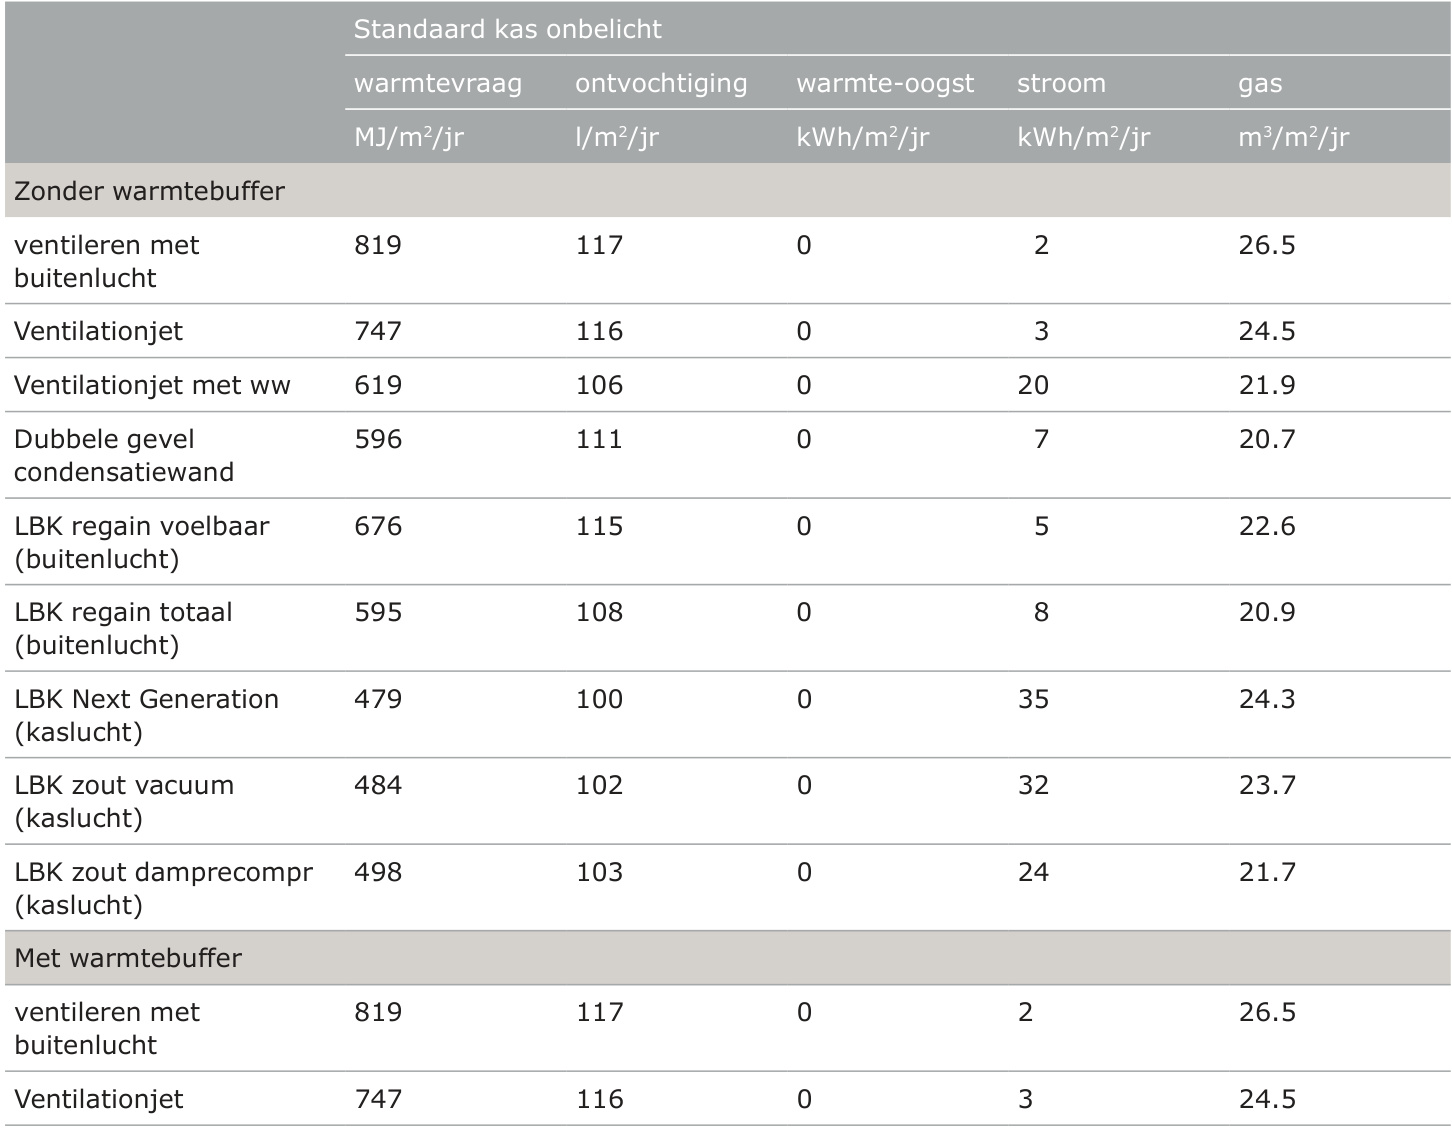 Standaard kas onbelicht
warmtevraag ontvochtiging warmte-oogst stroom gas
MJ/m²/jr l/m²/jr kWh/m²/jr kWh/m²/jr m³/m²/jr
Zonder warmtebuffer
ventileren met 819 117 0 2 26.5
buitenlucht
Ventilationjet 747 116 0 3 24.5
Ventilationjet met ww 619 106 0 20 21.9
Dubbele gevel 596 111 0 7 20.7
condensatiewand
LBK regain voelbaar 676 115 0 5 22.6
(buitenlucht)
LBK regain totaal 595 108 0 8 20.9
(buitenlucht)
LBK Next Generation 479 100 0 35 24.3
(kaslucht)
LBK zout vacuum 484 102 0 32 23.7
(kaslucht)
LBK zout damprecompr 498 103 0 24 21.7
(kaslucht)
Met warmtebuffer
ventileren met 819 117 0 2 26.5
buitenlucht
Ventilationjet 747 116 0 3 24.5